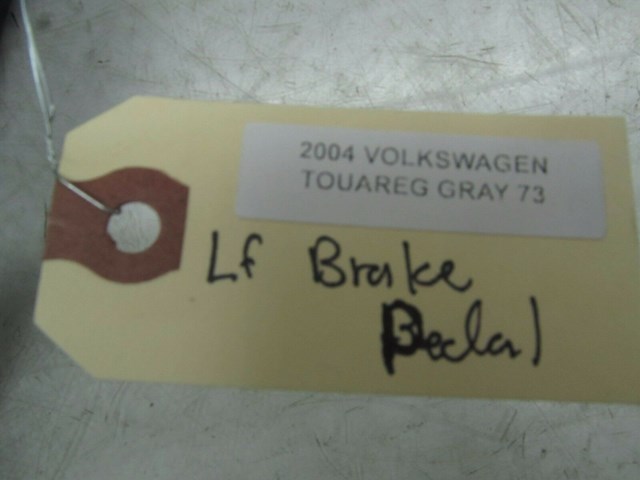 2004 VOLKSWAGEN
TOUAREG GRAY 73
Lf Brake
Pedal